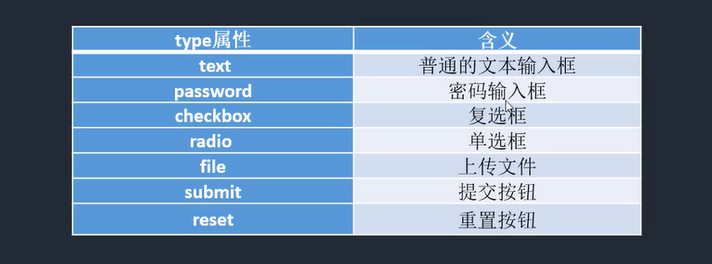 type属性 含义
text 普通的文本输入框
password 密码输入框
checkbox 复选框
radio 单选框
file 上传文件
submit 提交按钮
reset 重置按钮